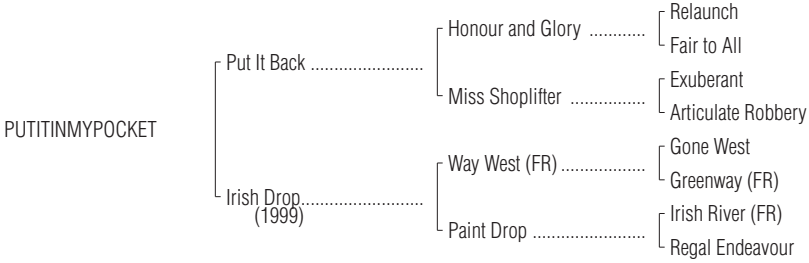 Relaunch
Honour and Glory ............
Fair to All
Put It Back ........................
Exuberant
Miss Shoplifter ................
Articulate Robbery
PUTITINMYPOCKET
Gone West
Way West (FR) ..................
Greenway (FR)
Irish Drop..........................
(1999)
Irish River (FR)
Paint Drop ........................
Regal Endeavour